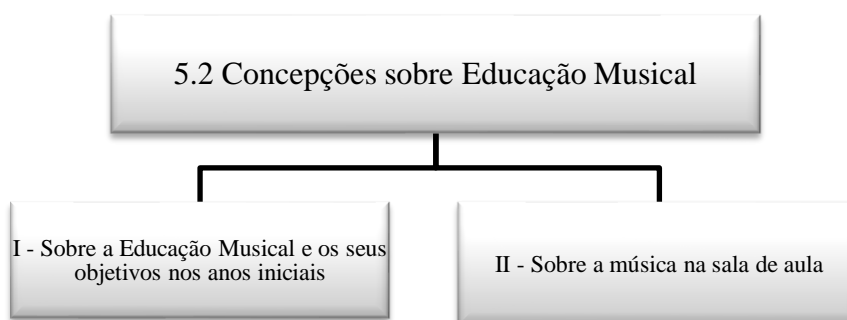 5.2 Concepções sobre Educação Musical
I - Sobre a Educação Musical e os seus
objetivos nos anos iniciais
II - Sobre a música na sala de aula